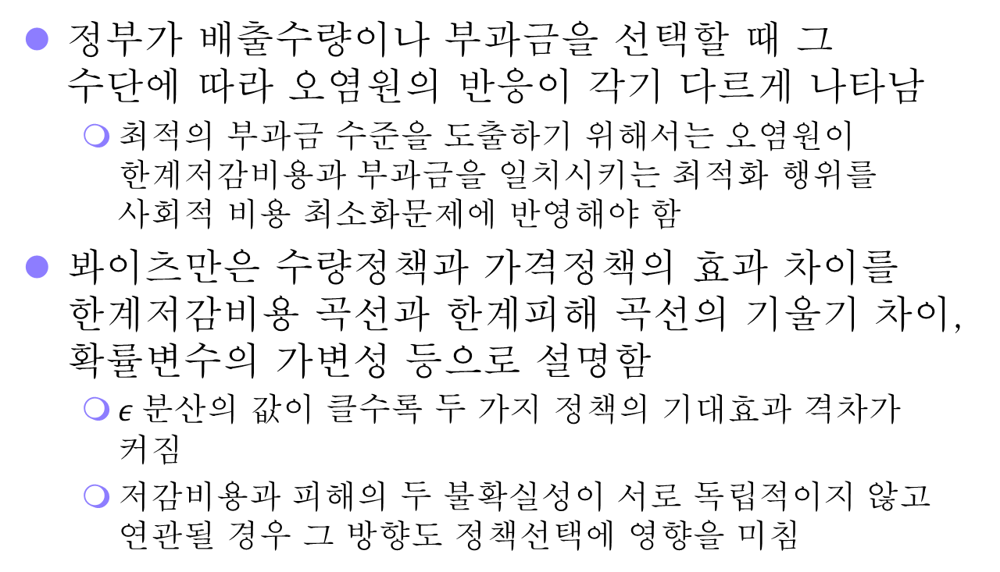 ● 정부가 배출수량이나 부과금을 선택할 때 그
수단에 따라 오염원의 반응이 각기 다르게 나타남
❍ 최적의 부과금 수준을 도출하기 위해서는 오염원이
한계저감비용과 부과금을 일치시키는 최적화 행위를
사회적 비용 최소화문제에 반영해야 함
● 봐이츠만은 수량정책과 가격정책의 효과 차이를
한계저감비용 곡선과 한계피해 곡선의 기울기 차이,
확률변수의 가변성 등으로 설명함
❍ ϵ 분산의 값이 클수록 두 가지 정책의 기대효과 격차가
커짐
❍ 저감비용과 피해의 두 불확실성이 서로 독립적이지 않고
연관될 경우 그 방향도 정책선택에 영향을 미침